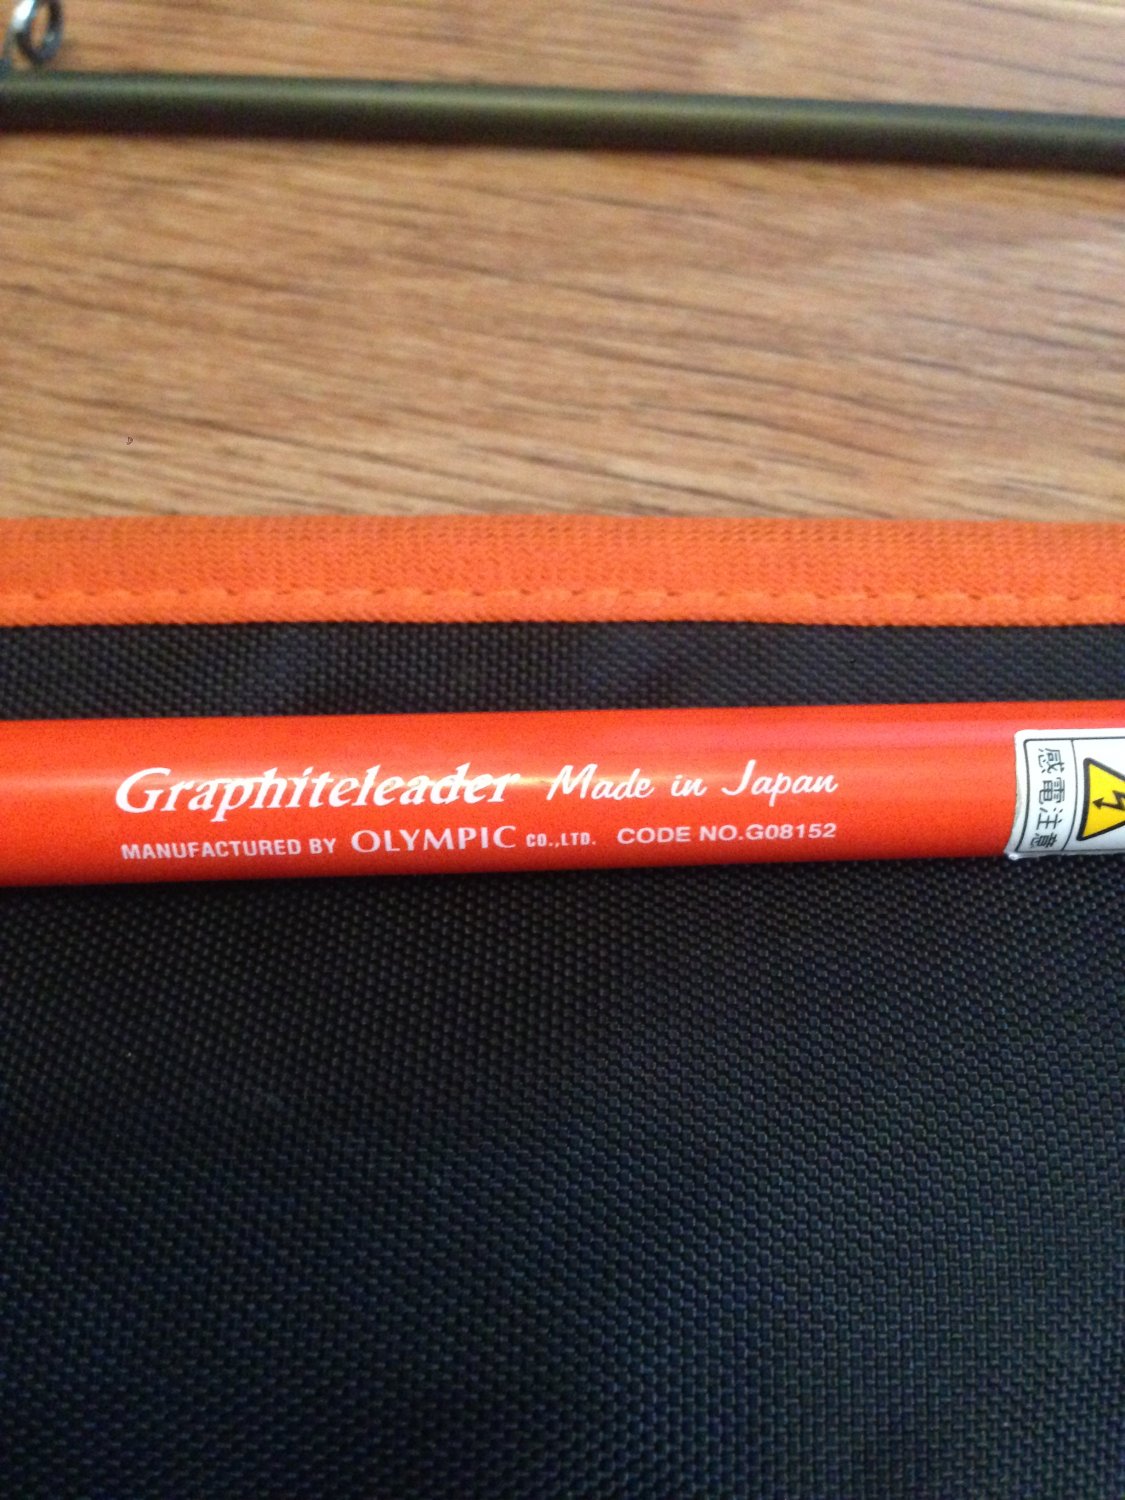 Graphiteleader Made in Japan
MANUFACTURED BY OLYMPIC CO.,LTD. CODE NO.G08152
感電注意